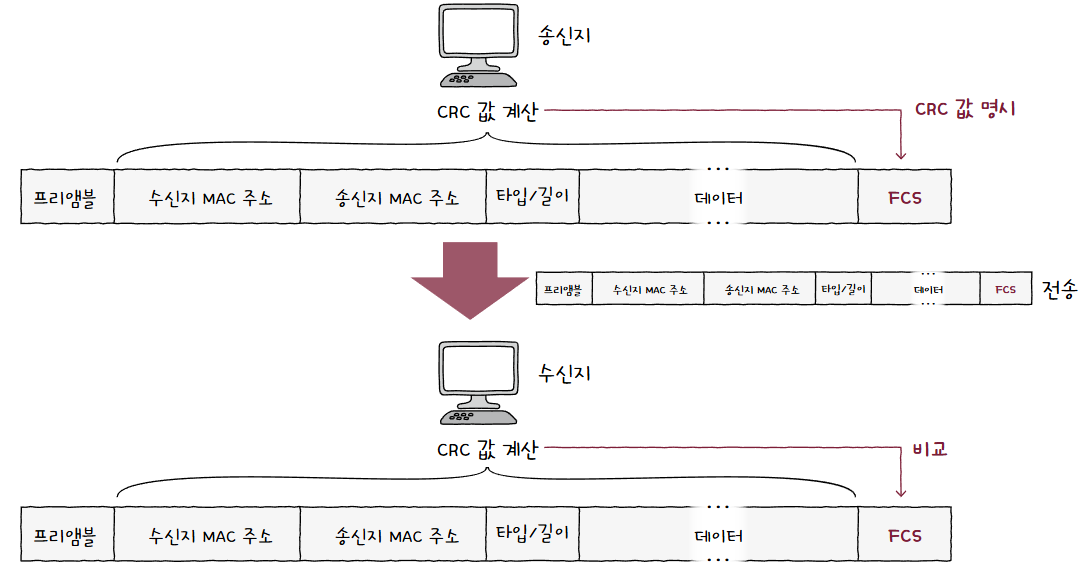 송신지
CRC 값 계산
CRC 값 명시
프리앰블 수신지 MAC 주소 송신지 MAC 주소 타입/길이 데이터 FCS
프리앰블 수신지 MAC 주소 송신지 MAC 주소 타입/길이 데이터 FCS 전송
수신지
CRC 값 계산
비교
프리앰블 수신지 MAC 주소 송신지 MAC 주소 타입/길이 데이터 FCS